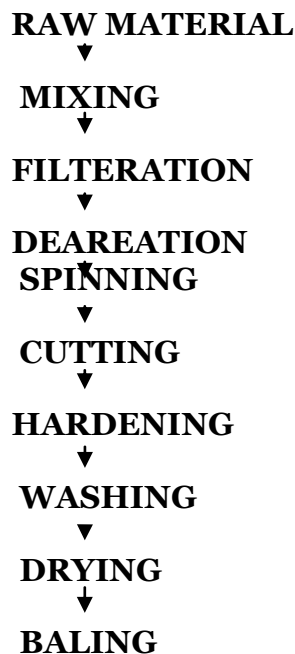 RAW MATERIAL
MIXING
FILTERATION
DEAREATION
SPINNING
CUTTING
HARDENING
WASHING
DRYING
BALING